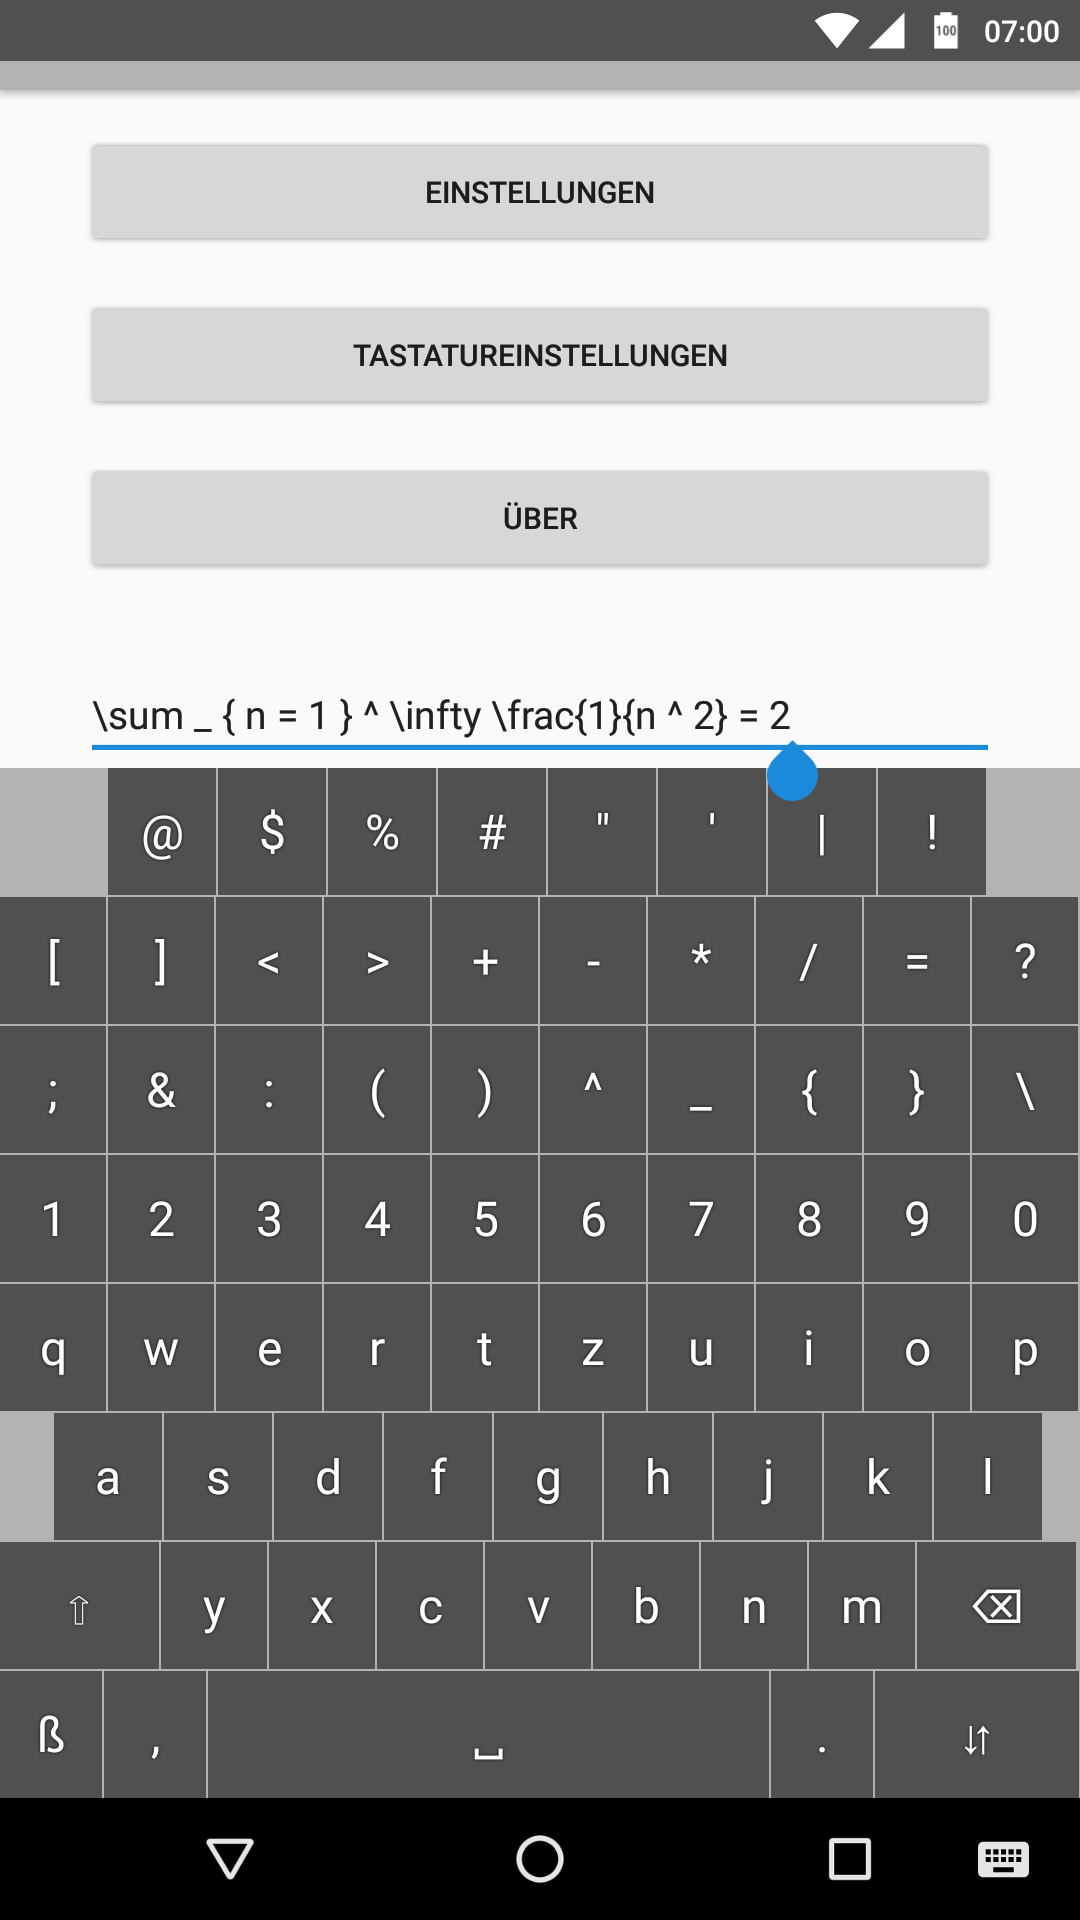 100 07:00
EINSTELLUNGEN
TASTATUREINSTELLUNGEN
ÜBER
\sum _ { n = 1 } ^ \infty \frac{1}{n ^ 2} = 2
@ $ % # " ' | !
[ ] < > + - * / = ?
; & : ( ) ^ _ { } \
1 2 3 4 5 6 7 8 9 0
q w e r t z u i o p
a s d f g h j k l
⇧ y x c v b n m ⌫
ß , ⎵ . ↓↑